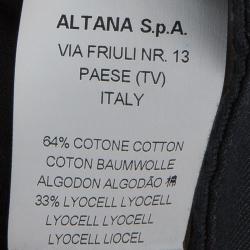 ALTANA S.p.A.
VIA FRIULI NR. 13
PAESE (TV)
ITALY
64% COTONE COTTON
COTON BAUMWOLLE
ALGODON ALGODÃO 棉
33% LYOCELL LYOCELL
LYOCELL LYOCELL
LYOCELL LIOCEL